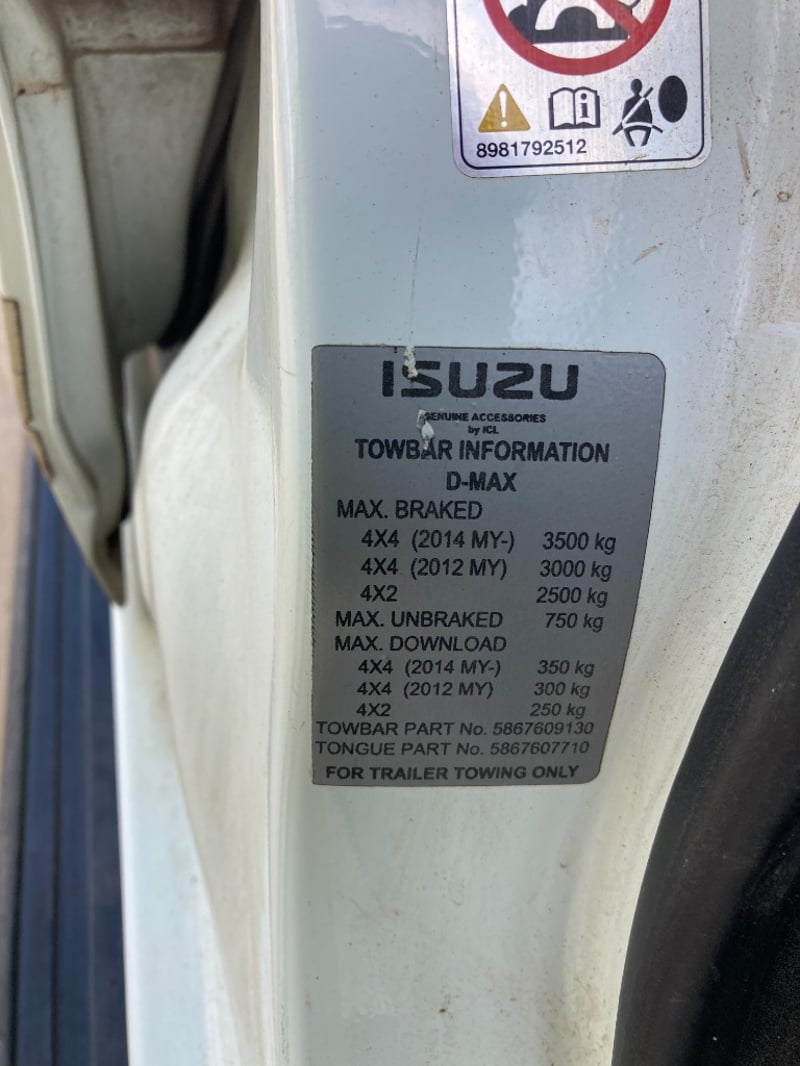 8981792512
ISUZU
GENUINE ACCESSORIES
by ICL
TOWBAR INFORMATION
D-MAX
MAX. BRAKED
4X4 (2014 MY-) 3500 kg
4X4 (2012 MY) 3000 kg
4X2 2500 kg
MAX. UNBRAKED 750 kg
MAX. DOWNLOAD
4X4 (2014 MY-) 350 kg
4X4 (2012 MY) 300 kg
4X2 250 kg
TOWBAR PART No. 5867609130
TONGUE PART No. 5867607710
FOR TRAILER TOWING ONLY